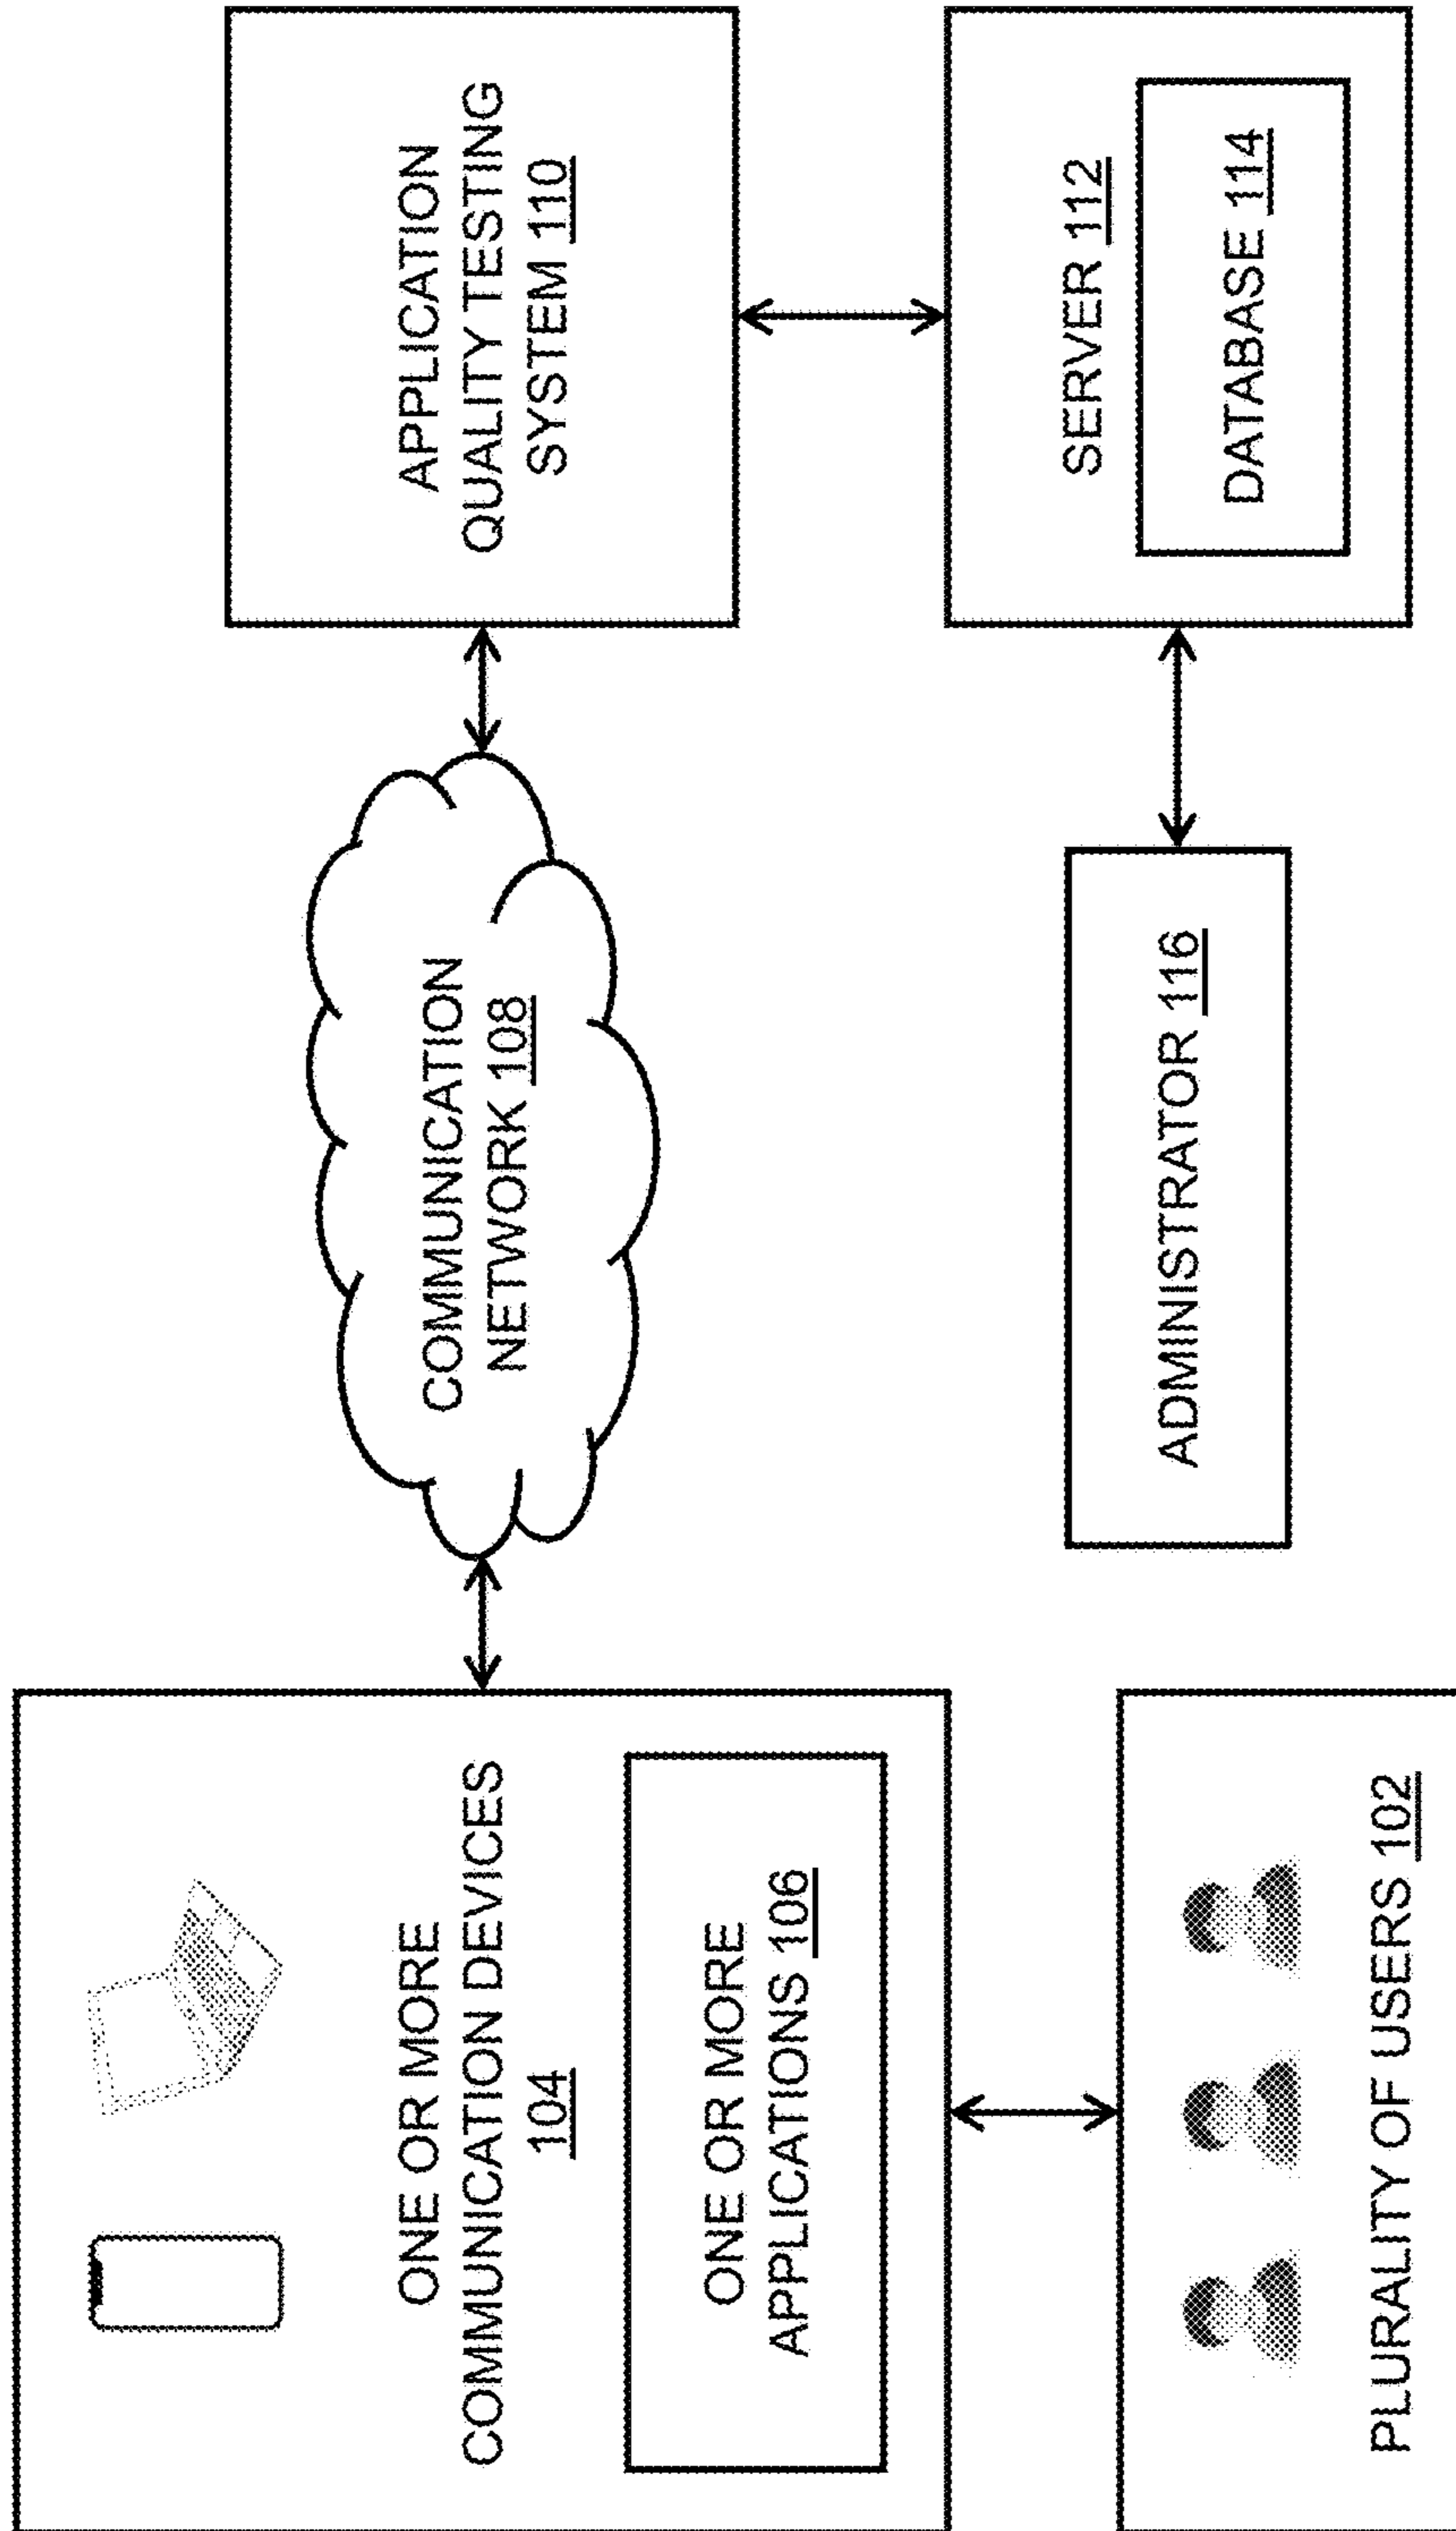 ONE OR MORE
COMMUNICATION DEVICES
104
ONE OR MORE
APPLICATIONS 106
PLURALITY OF USERS 102
COMMUNICATION
NETWORK 108
APPLICATION
QUALITY TESTING
SYSTEM 110
SERVER 112
DATABASE 114
ADMINISTRATOR 116